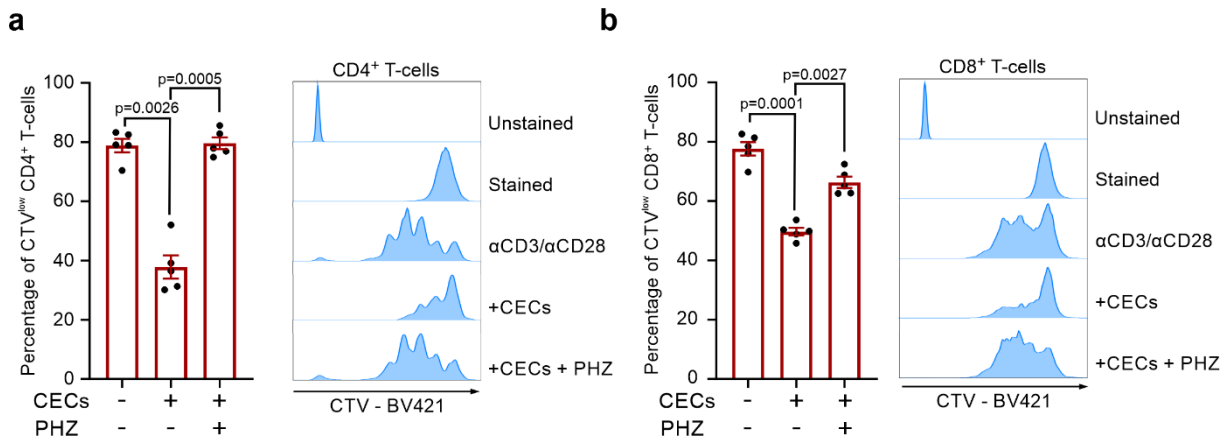 a
Percentage of CTVˡᵒʷ CD4⁺ T-cells
100
80
60
40
20
0
p=0.0026
p=0.0005
CECs - + +
PHZ - - +
CD4⁺ T-cells
Unstained
Stained
αCD3/αCD28
+CECs
+CECs + PHZ
CTV - BV421
b
Percentage of CTVˡᵒʷ CD8⁺ T-cells
100
80
60
40
20
0
p=0.0001
p=0.0027
CECs - + +
PHZ - - +
CD8⁺ T-cells
Unstained
Stained
αCD3/αCD28
+CECs
+CECs + PHZ
CTV - BV421